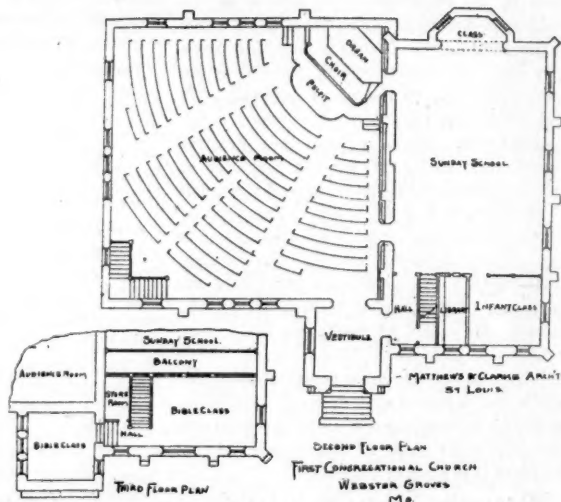 ORGAN
CHOIR
PULPIT
CLASS
AUDIENCE ROOM
SUNDAY SCHOOL
HALL
LIBRARY
INFANT CLASS
VESTIBULE
MATTHEWS & CLARKE ARCH'T
ST LOUIS
SUNDAY SCHOOL
BALCONY
AUDIENCE ROOM
STORE
ROOM
BIBLE CLASS
HALL
BIBLE CLASS
THIRD FLOOR PLAN
SECOND FLOOR PLAN
FIRST CONGREGATIONAL CHURCH
WEBSTER GROVES
MO.